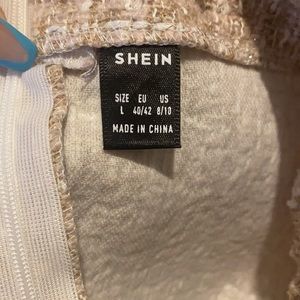 SHEIN
SIZE EU US
L 40/42 8/10
MADE IN CHINA